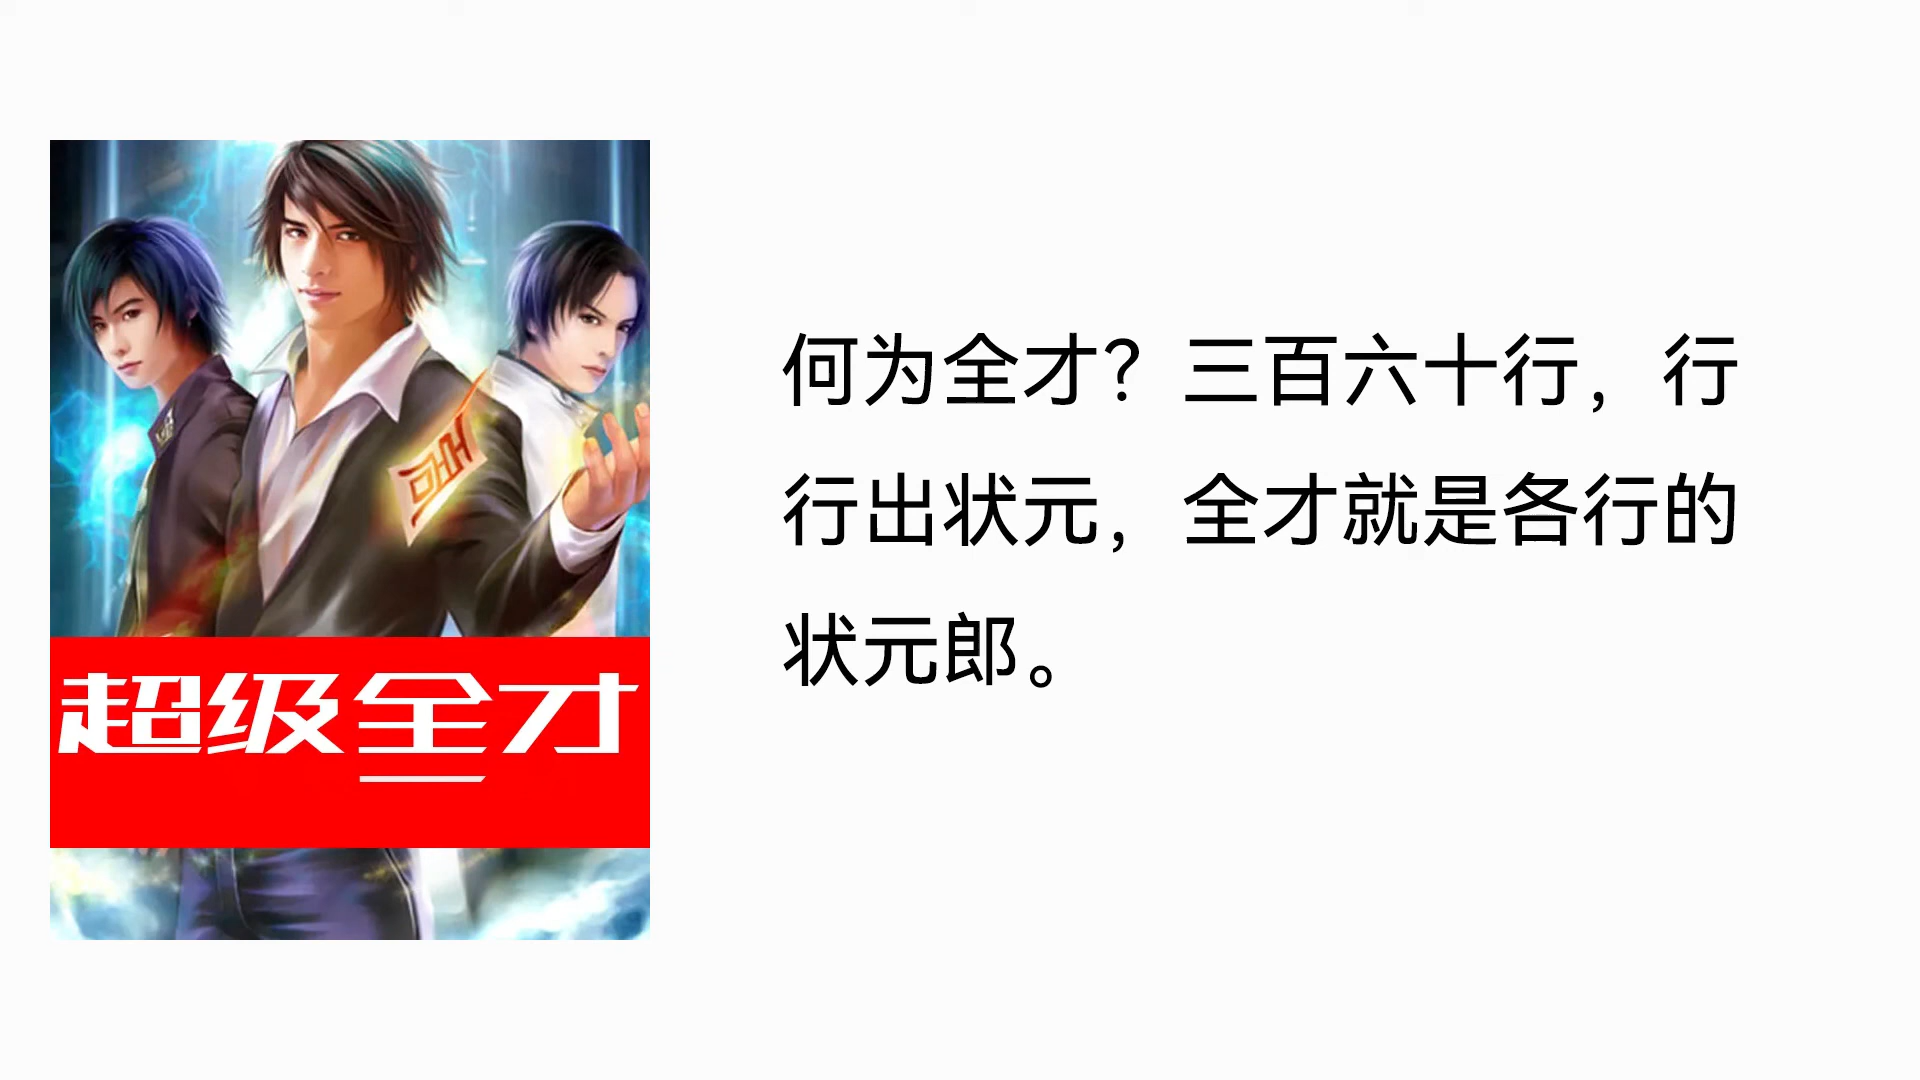 超级全才
何为全才？三百六十行，行
行出状元，全才就是各行的
状元郎。